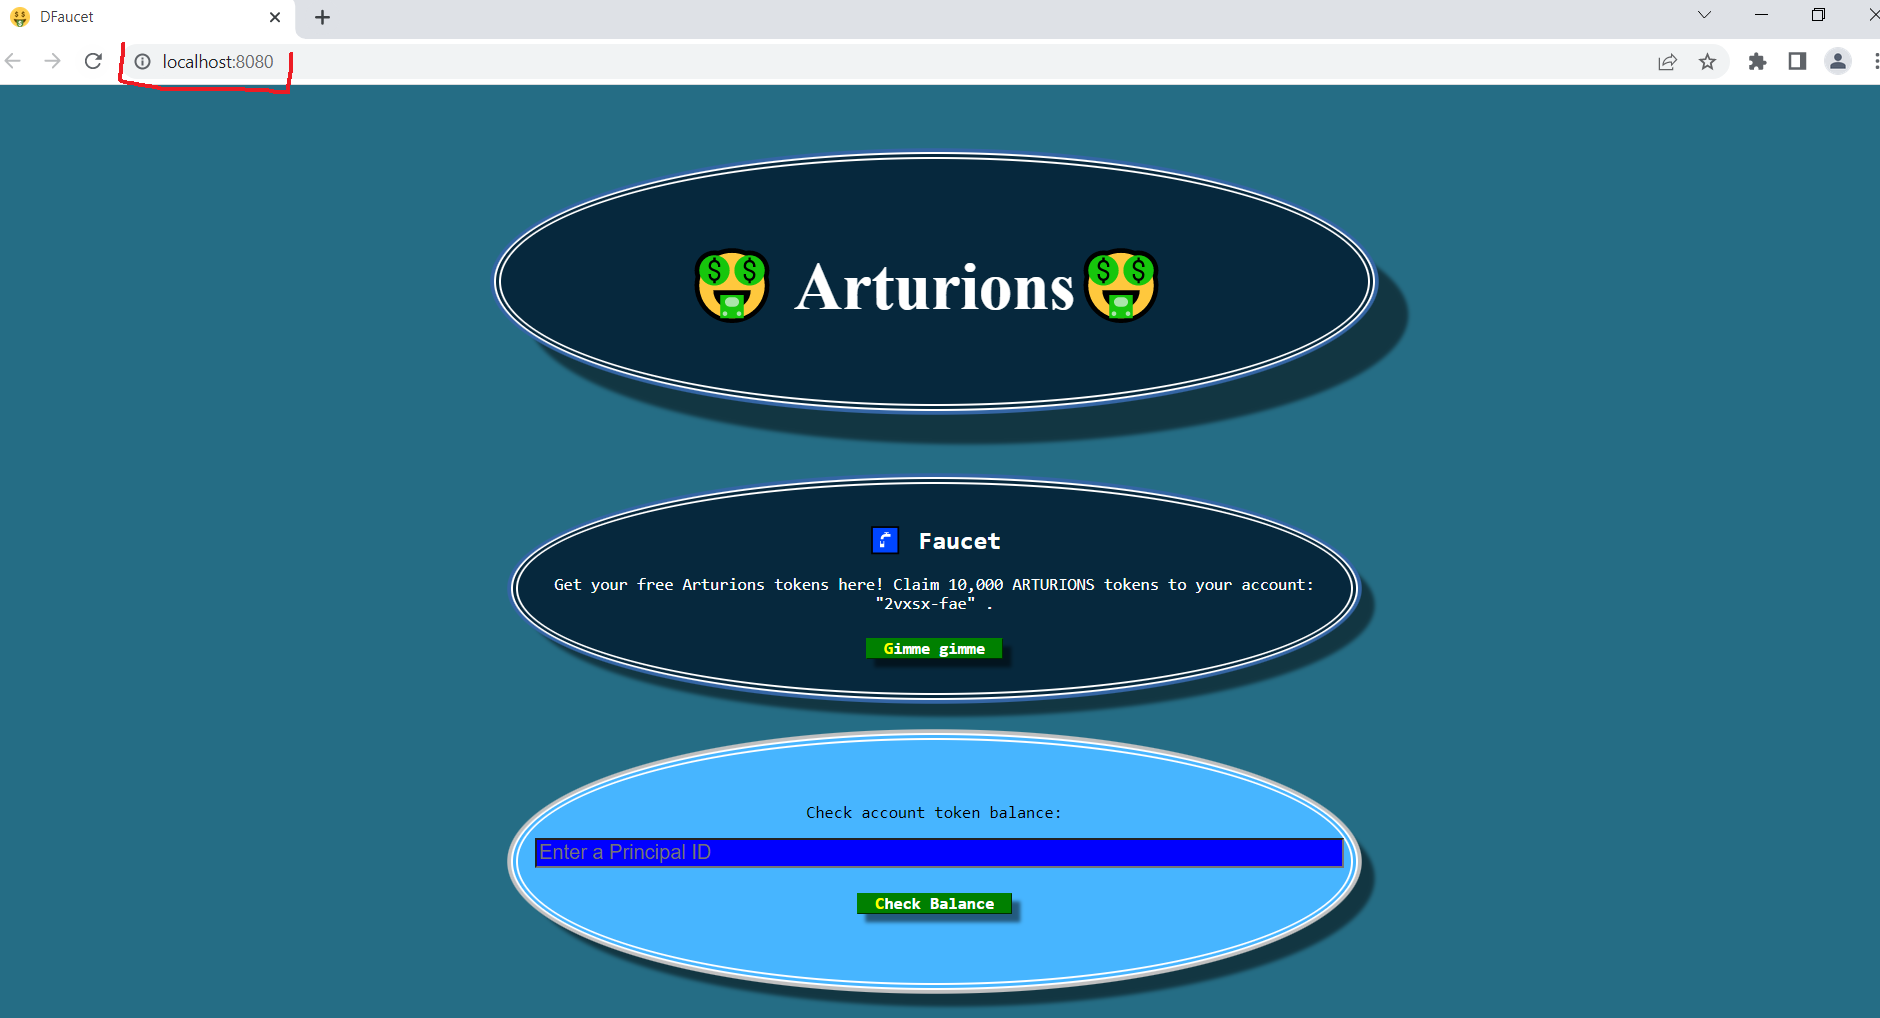 DFaucet
localhost:8080
Arturions
Faucet
Get your free Arturions tokens here! Claim 10,000 ARTURIONS tokens to your account:
"2vxsx-fae" .
Gimme gimme
Check account token balance:
Enter a Principal ID
Check Balance